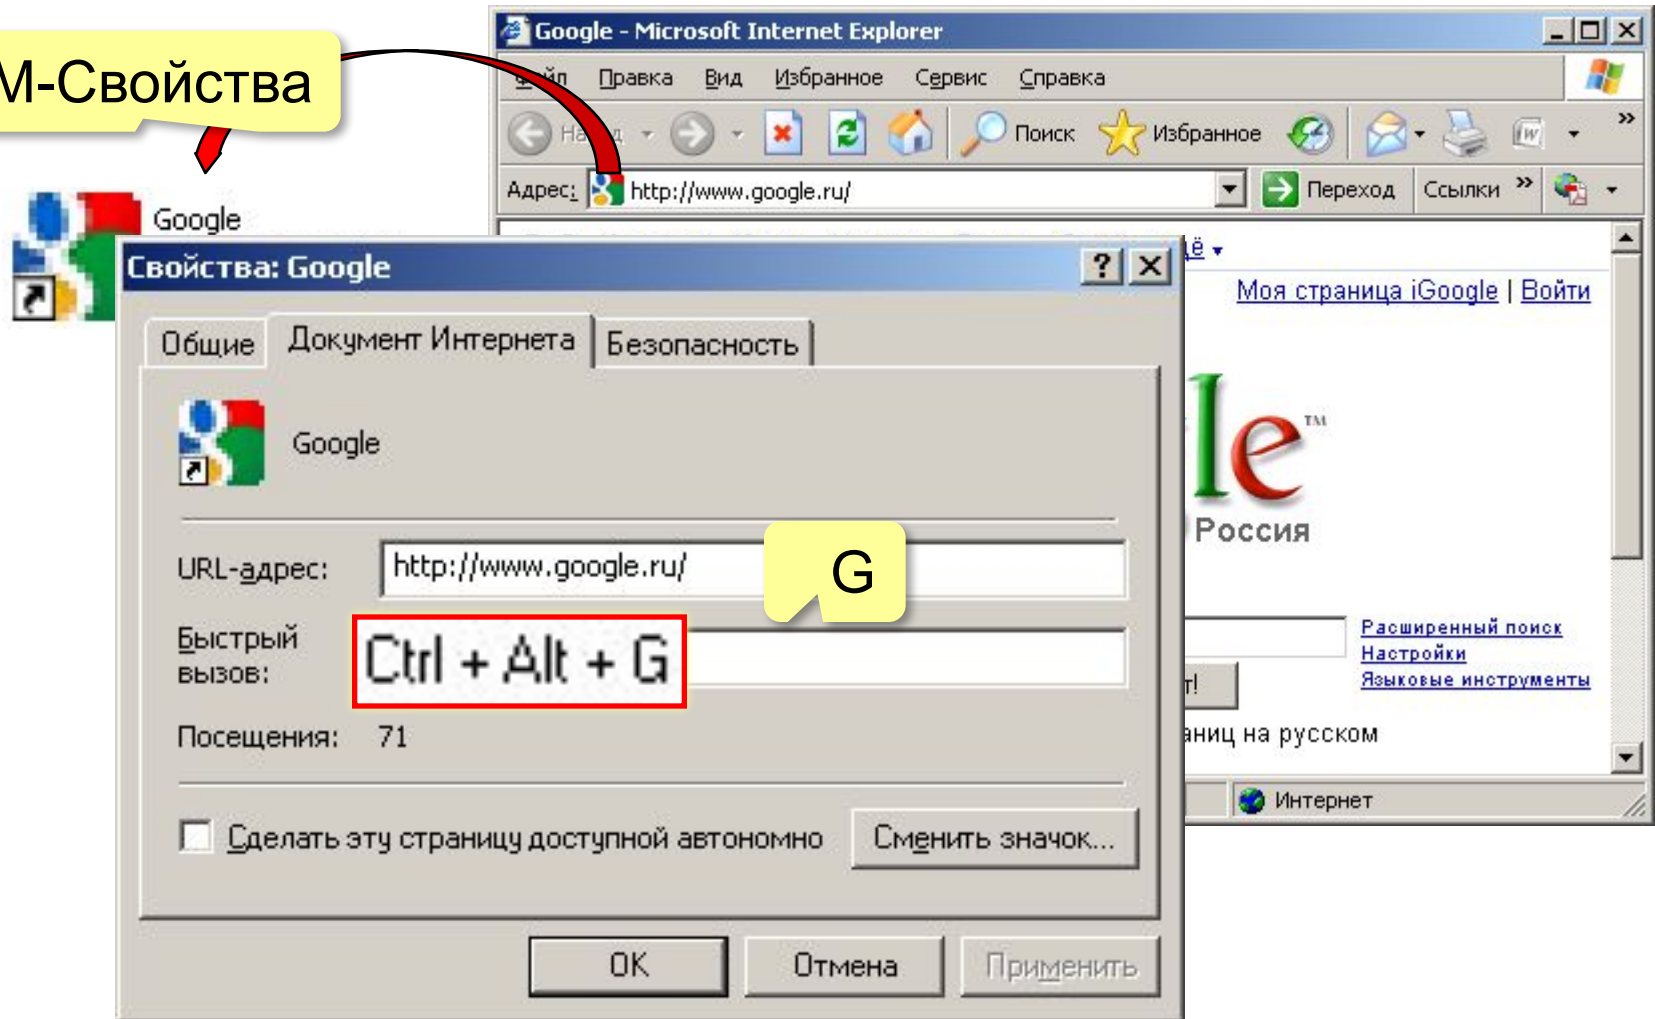 М-Свойства
Google
Google - Microsoft Internet Explorer
Правка Вид Избранное Сервис Справка
Поиск Избранное
Адрес: http://www.google.ru/ Переход Ссылки
Моя страница iGoogle | Войти
le TM
Россия
Расширенный поиск
Настройки
Языковые инструменты
т!
аниц на русском
Интернет
Свойства: Google
Общие Документ Интернета Безопасность
Google
URL-адрес: http://www.google.ru/
G
Быстрый
вызов:
Ctrl + Alt + G
Посещения: 71
Сделать эту страницу доступной автономно Сменить значок...
OK Отмена Применить